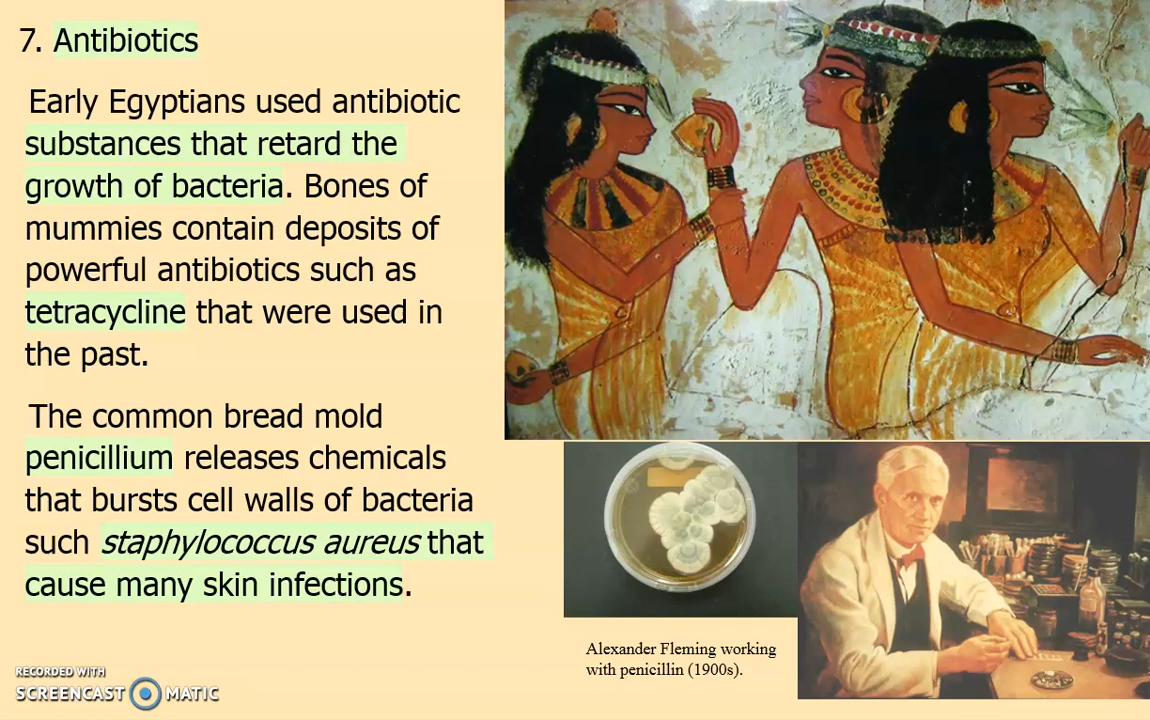 7. Antibiotics
Early Egyptians used antibiotic
substances that retard the
growth of bacteria. Bones of
mummies contain deposits of
powerful antibiotics such as
tetracycline that were used in
the past.
The common bread mold
penicillium releases chemicals
that bursts cell walls of bacteria
such staphylococcus aureus that
cause many skin infections.
Alexander Fleming working
with penicillin (1900s).
RECORDED WITH
SCREENCAST MATIC